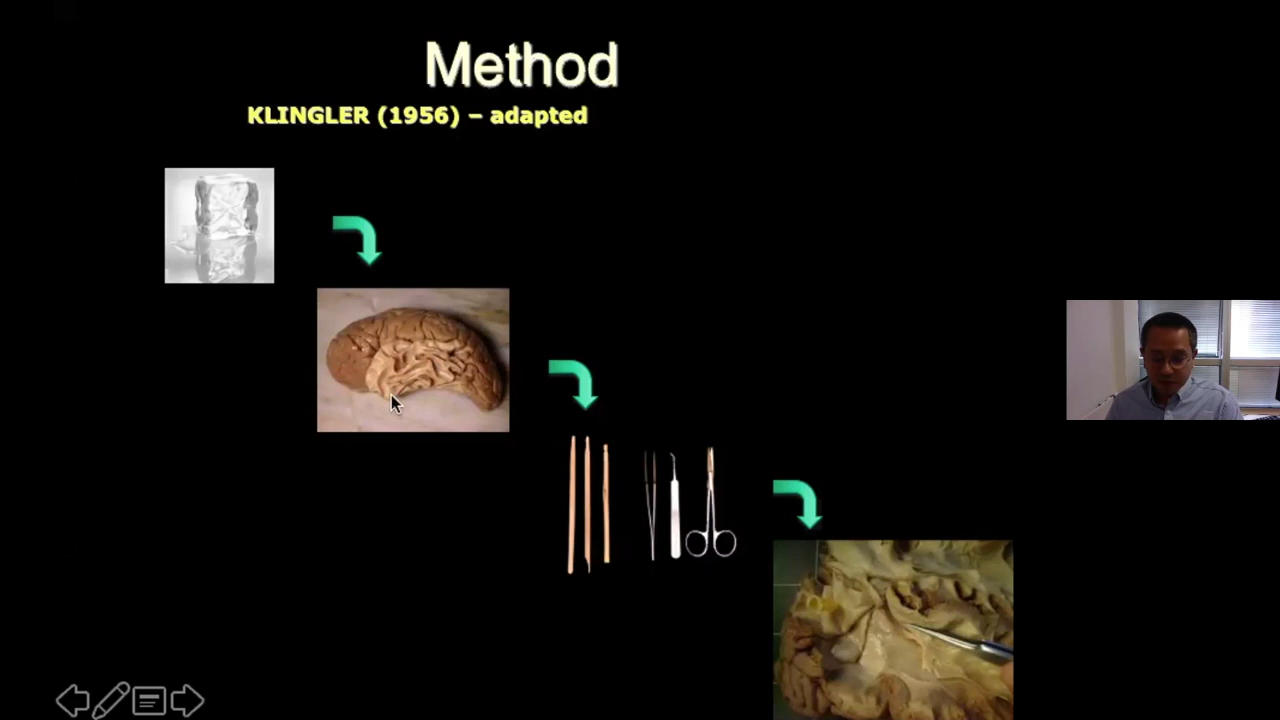 Method
KLINGLER (1956) – adapted